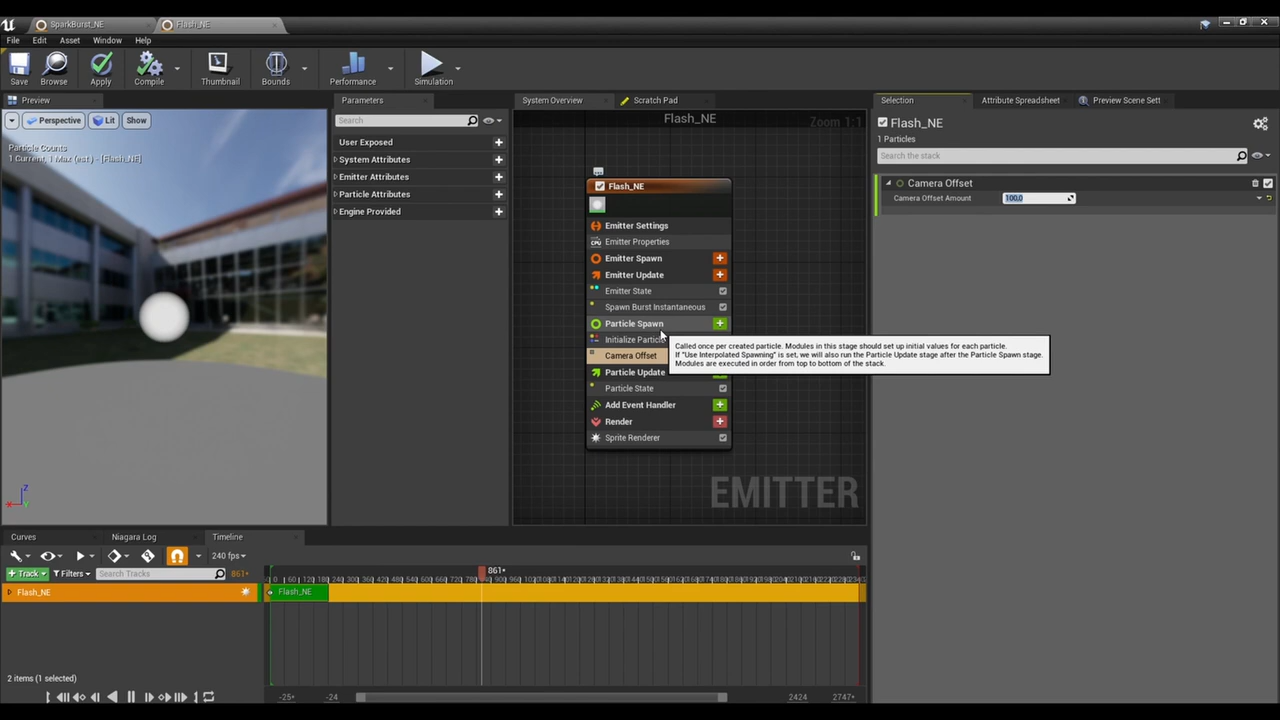 SparkBurst_NE
Flash_NE
File Edit Asset Window Help
Save
Browse
Apply
Compile
Thumbnail
Bounds
Performance
Simulation
Preview
Perspective
Lit
Show
Particle Counts
1 Current, 1 Max (est.) - [Flash_NE]
Z
Parameters
Search
User Exposed
System Attributes
Emitter Attributes
Particle Attributes
Engine Provided
System Overview
Scratch Pad
Flash_NE
Zoom 1:1
Flash_NE
Emitter Settings
CPU Emitter Properties
Emitter Spawn
Emitter Update
Emitter State
Spawn Burst Instantaneous
Particle Spawn
Initialize Particle
Camera Offset
Particle Update
Particle State
Add Event Handler
Render
Sprite Renderer
Called once per created particle. Modules in this stage should set up initial values for each particle.
If "Use Interpolated Spawning" is set, we will also run the Particle Update stage after the Particle Spawn stage.
Modules are executed in order from top to bottom of the stack.
EMITTER
Selection
Attribute Spreadsheet
Preview Scene Sett
Flash_NE
1 Particles
Search the stack
Camera Offset
Camera Offset Amount 100,0
Curves
Niagara Log
Timeline
240 fps
+ Track
Filters
Search Tracks
861*
861*
Flash_NE
Flash_NE
2 items (1 selected)
-25*
-24
2424
2747*